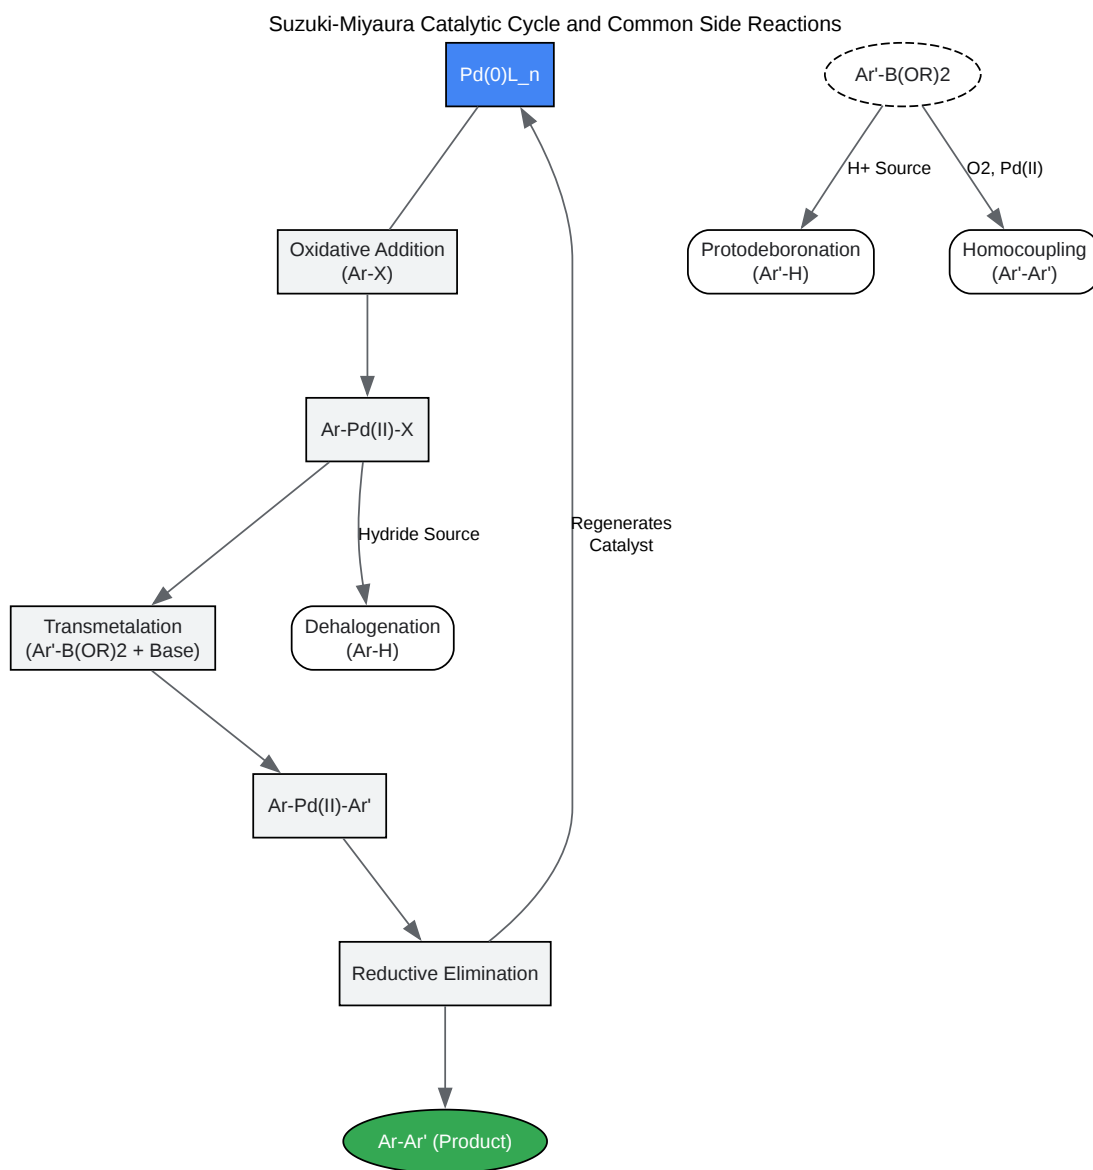 Suzuki-Miyaura Catalytic Cycle and Common Side Reactions
Pd(0)L_n
Ar'-B(OR)2
H+ Source
O2, Pd(II)
Oxidative Addition
(Ar-X)
Protodeboronation
(Ar'-H)
Homocoupling
(Ar'-Ar')
Ar-Pd(II)-X
Hydride Source
Regenerates
Catalyst
Transmetalation
(Ar'-B(OR)2 + Base)
Dehalogenation
(Ar-H)
Ar-Pd(II)-Ar'
Reductive Elimination
Ar-Ar' (Product)